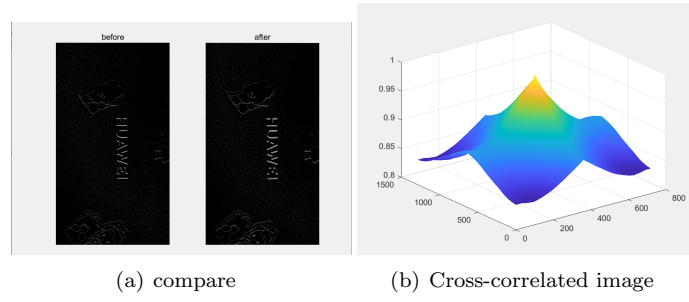 before
after
HUAWEI
HUAWEI
1
0.95
0.9
0.85
0.8
1500
1000
500
0
0
200
400
600
800
(a) compare
(b) Cross-correlated image